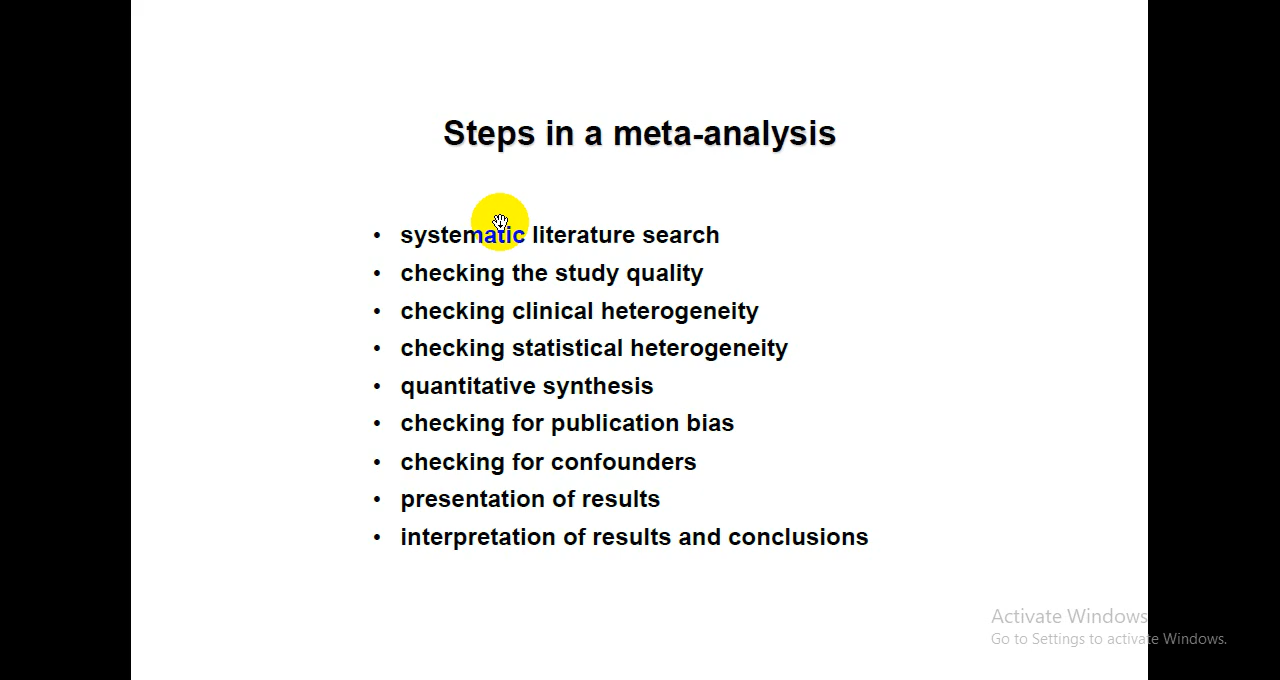 Steps in a meta-analysis
• systematic literature search
• checking the study quality
• checking clinical heterogeneity
• checking statistical heterogeneity
• quantitative synthesis
• checking for publication bias
• checking for confounders
• presentation of results
• interpretation of results and conclusions
Activate Windows
Go to Settings to activate Windows.